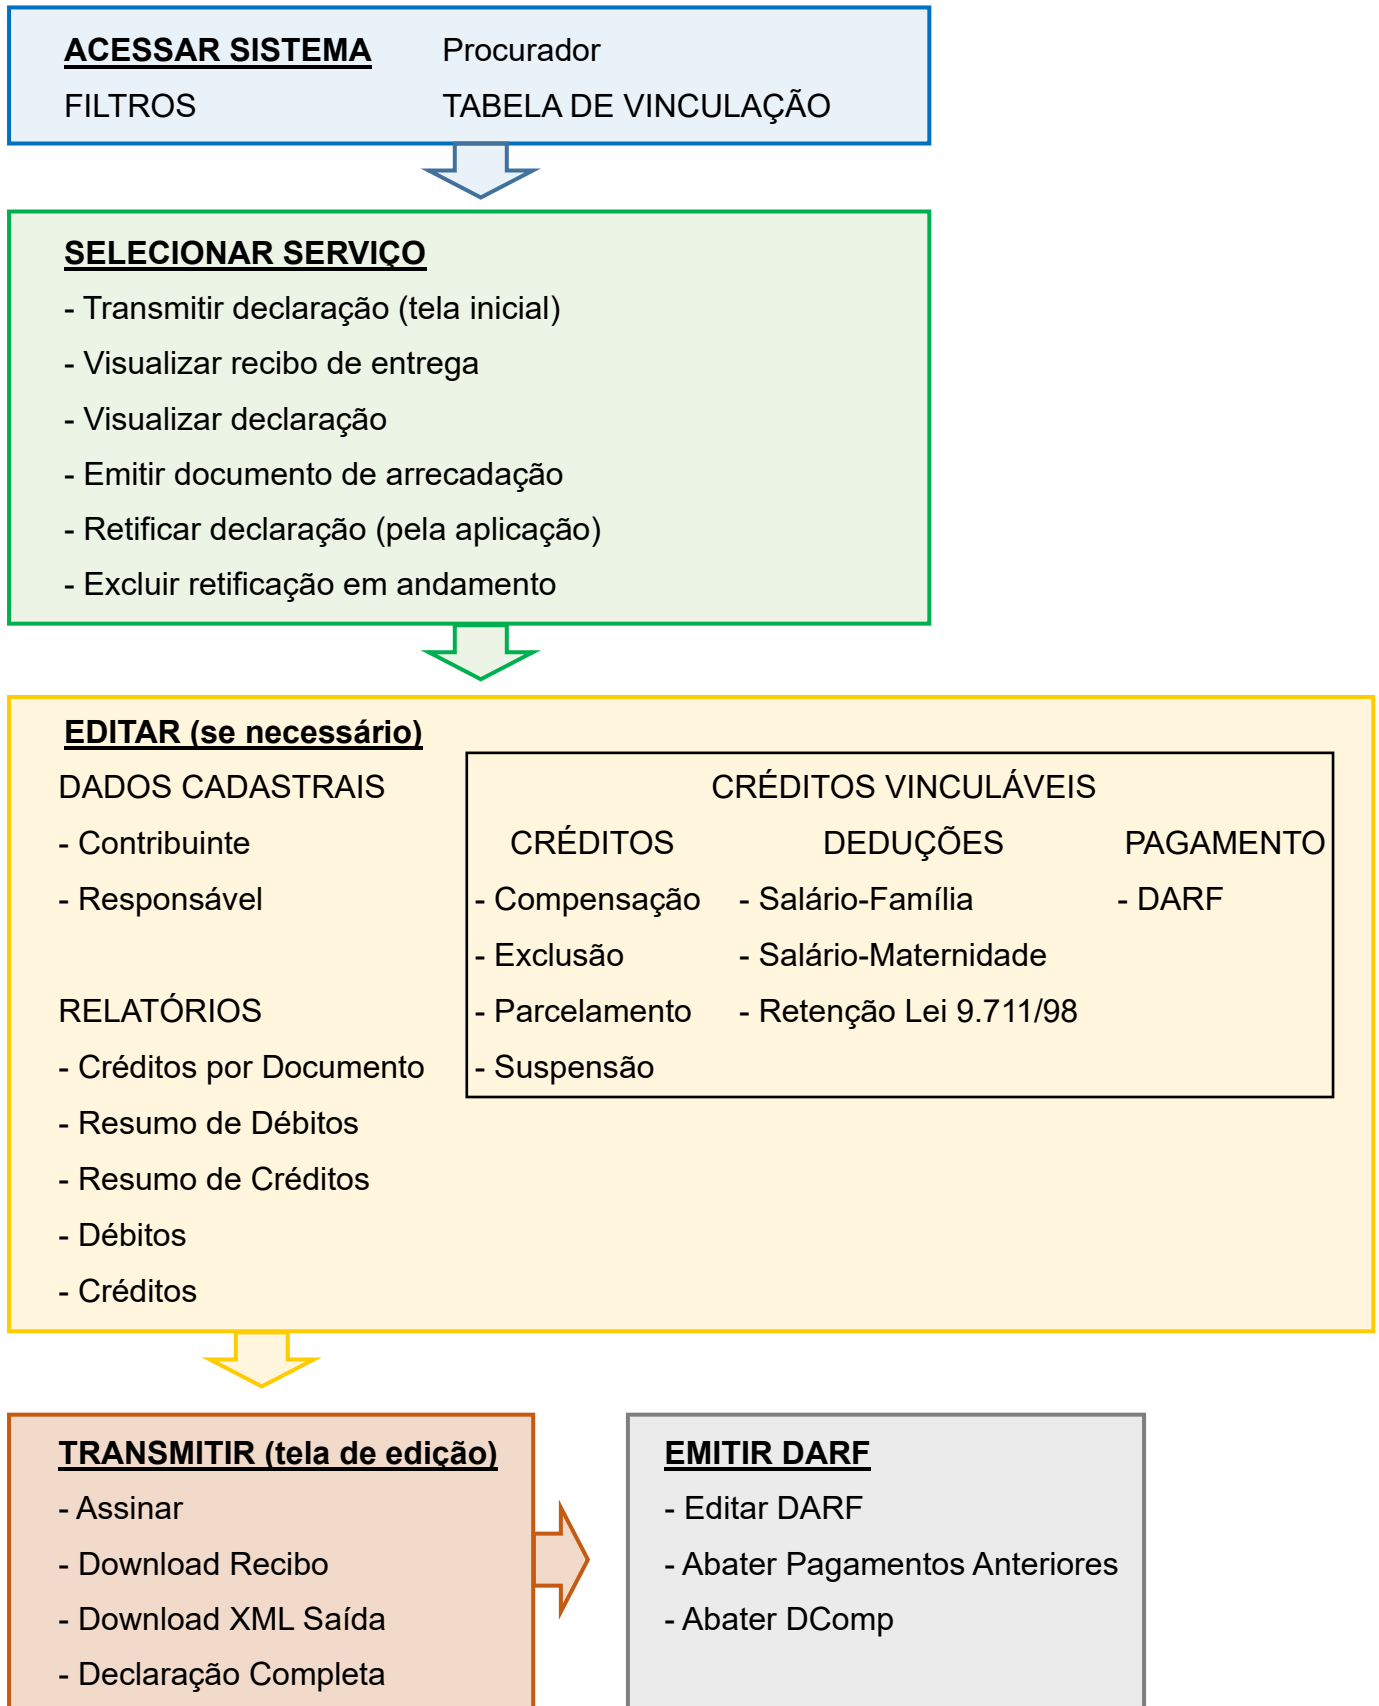 ACESSAR SISTEMA Procurador
FILTROS TABELA DE VINCULAÇÃO
SELECIONAR SERVIÇO
- Transmitir declaração (tela inicial)
- Visualizar recibo de entrega
- Visualizar declaração
- Emitir documento de arrecadação
- Retificar declaração (pela aplicação)
- Excluir retificação em andamento
EDITAR (se necessário)
DADOS CADASTRAIS
- Contribuinte
- Responsável
RELATÓRIOS
- Créditos por Documento
- Resumo de Débitos
- Resumo de Créditos
- Débitos
- Créditos
CRÉDITOS VINCULÁVEIS
CRÉDITOS
- Compensação
- Exclusão
- Parcelamento
- Suspensão
DEDUÇÕES
- Salário-Família
- Salário-Maternidade
- Retenção Lei 9.711/98
PAGAMENTO
- DARF
TRANSMITIR (tela de edição)
- Assinar
- Download Recibo
- Download XML Saída
- Declaração Completa
EMITIR DARF
- Editar DARF
- Abater Pagamentos Anteriores
- Abater DComp